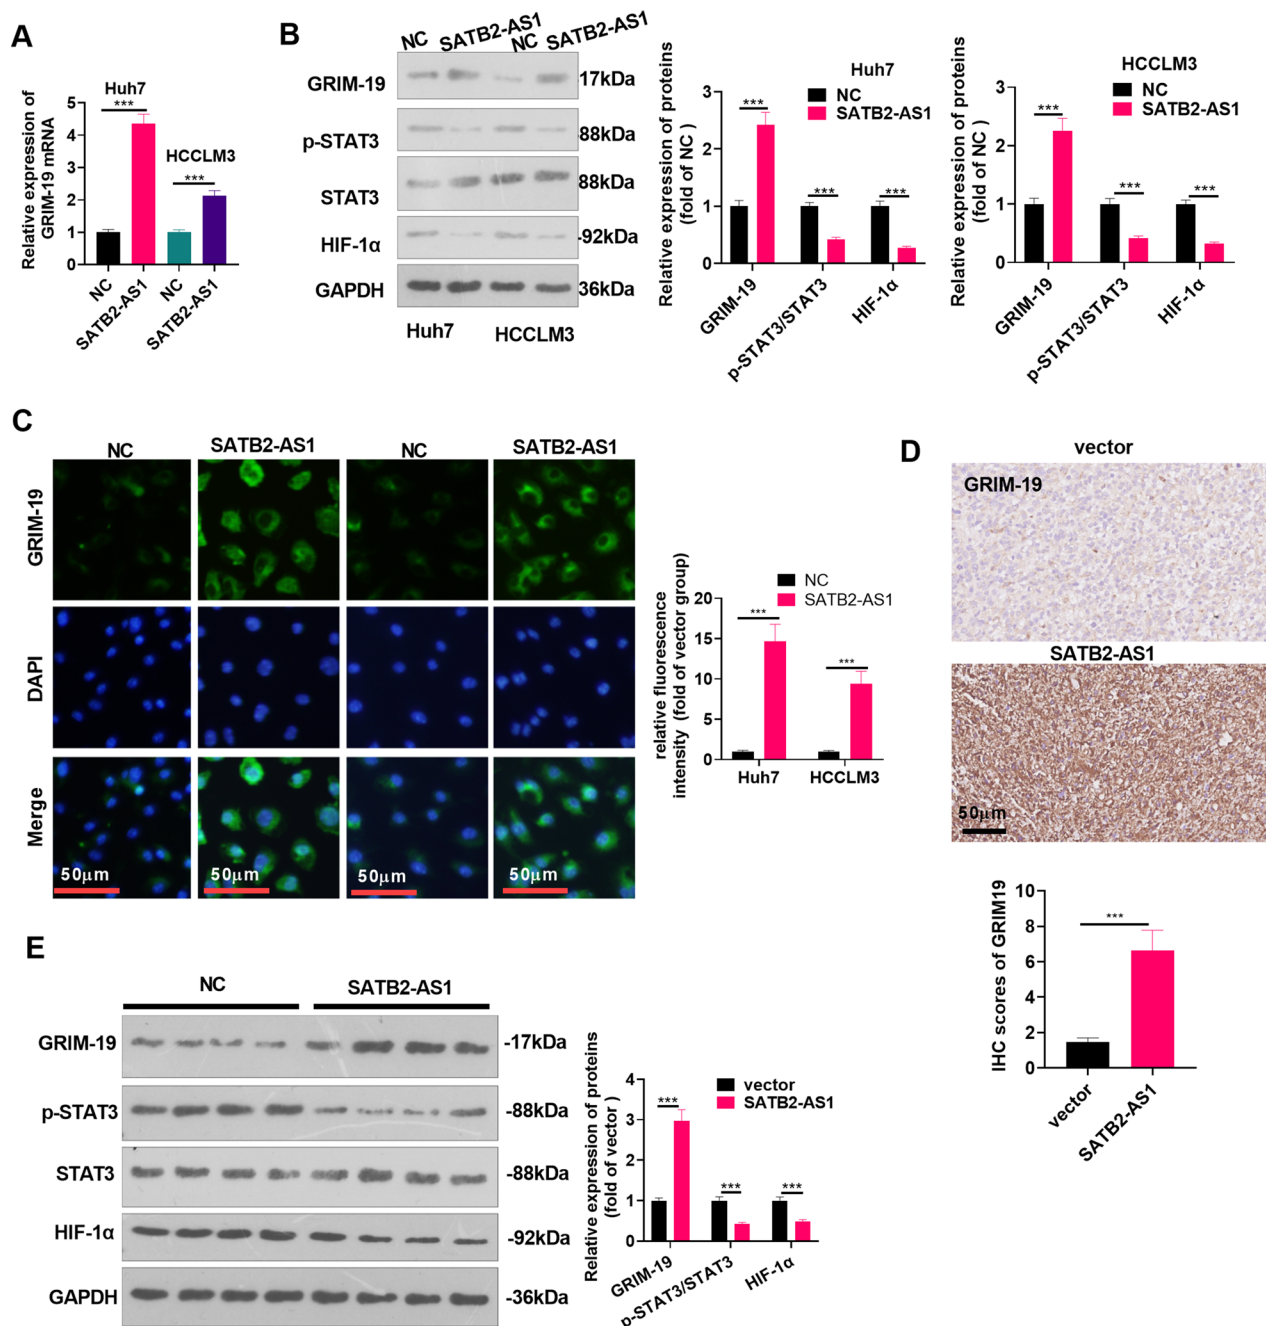 A
Relative expression of
GRIM-19 mRNA
5
4
3
2
1
0
Huh7
***
HCCLM3
***
NC
SATB2-AS1
NC
SATB2-AS1
B
NC
SATB2-AS1
NC
SATB2-AS1
GRIM-19
17kDa
p-STAT3
88kDa
STAT3
88kDa
HIF-1α
-92kDa
GAPDH
36kDa
Huh7
HCCLM3
Relative expression of proteins
(fold of NC )
3
2
1
0
Huh7
NC
SATB2-AS1
***
***
***
GRIM-19
p-STAT3/STAT3
HIF-1α
Relative expression of proteins
(fold of NC )
3
2
1
0
HCCLM3
NC
SATB2-AS1
***
***
***
GRIM-19
p-STAT3/STAT3
HIF-1α
C
NC
SATB2-AS1
NC
SATB2-AS1
GRIM-19
DAPI
Merge
50μm
50μm
50μm
50μm
relative fluorescence
intensity (fold of vector group)
20
15
10
5
0
NC
SATB2-AS1
***
***
Huh7
HCCLM3
D
vector
GRIM-19
SATB2-AS1
50μm
IHC scores of GRIM19
10
8
6
4
2
0
***
vector
SATB2-AS1
E
NC
SATB2-AS1
GRIM-19
-17kDa
p-STAT3
-88kDa
STAT3
-88kDa
HIF-1α
-92kDa
GAPDH
-36kDa
Relative expression of proteins
(fold of vector )
4
3
2
1
0
vector
SATB2-AS1
***
***
***
GRIM-19
p-STAT3/STAT3
HIF-1α